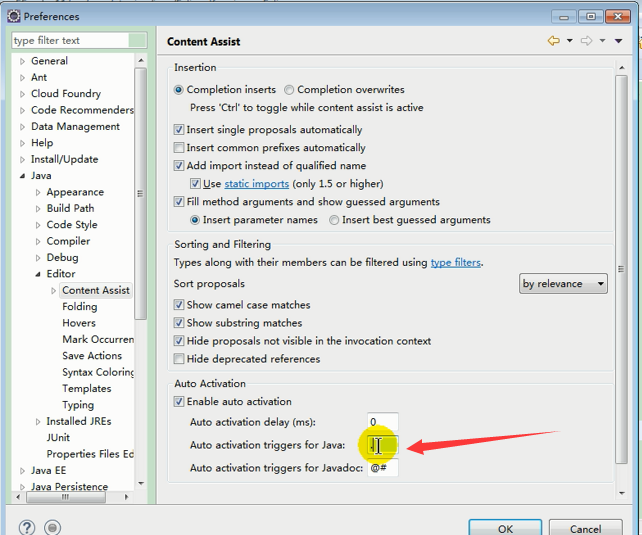 Preferences
type filter text
General
Ant
Cloud Foundry
Code Recommenders
Data Management
Help
Install/Update
Java
Appearance
Build Path
Code Style
Compiler
Debug
Editor
Content Assist
Folding
Hovers
Mark Occurren
Save Actions
Syntax Coloring
Templates
Typing
Installed JREs
JUnit
Properties Files Ed
Java EE
Java Persistence
Content Assist
Insertion
Completion inserts
Completion overwrites
Press 'Ctrl' to toggle while content assist is active
Insert single proposals automatically
Insert common prefixes automatically
Add import instead of qualified name
Use static imports (only 1.5 or higher)
Fill method arguments and show guessed arguments
Insert parameter names
Insert best guessed arguments
Sorting and Filtering
Types along with their members can be filtered using type filters.
Sort proposals
by relevance
Show camel case matches
Show substring matches
Hide proposals not visible in the invocation context
Hide deprecated references
Auto Activation
Enable auto activation
Auto activation delay (ms): 0
Auto activation triggers for Java:
Auto activation triggers for Javadoc: @#
?
OK
Cancel